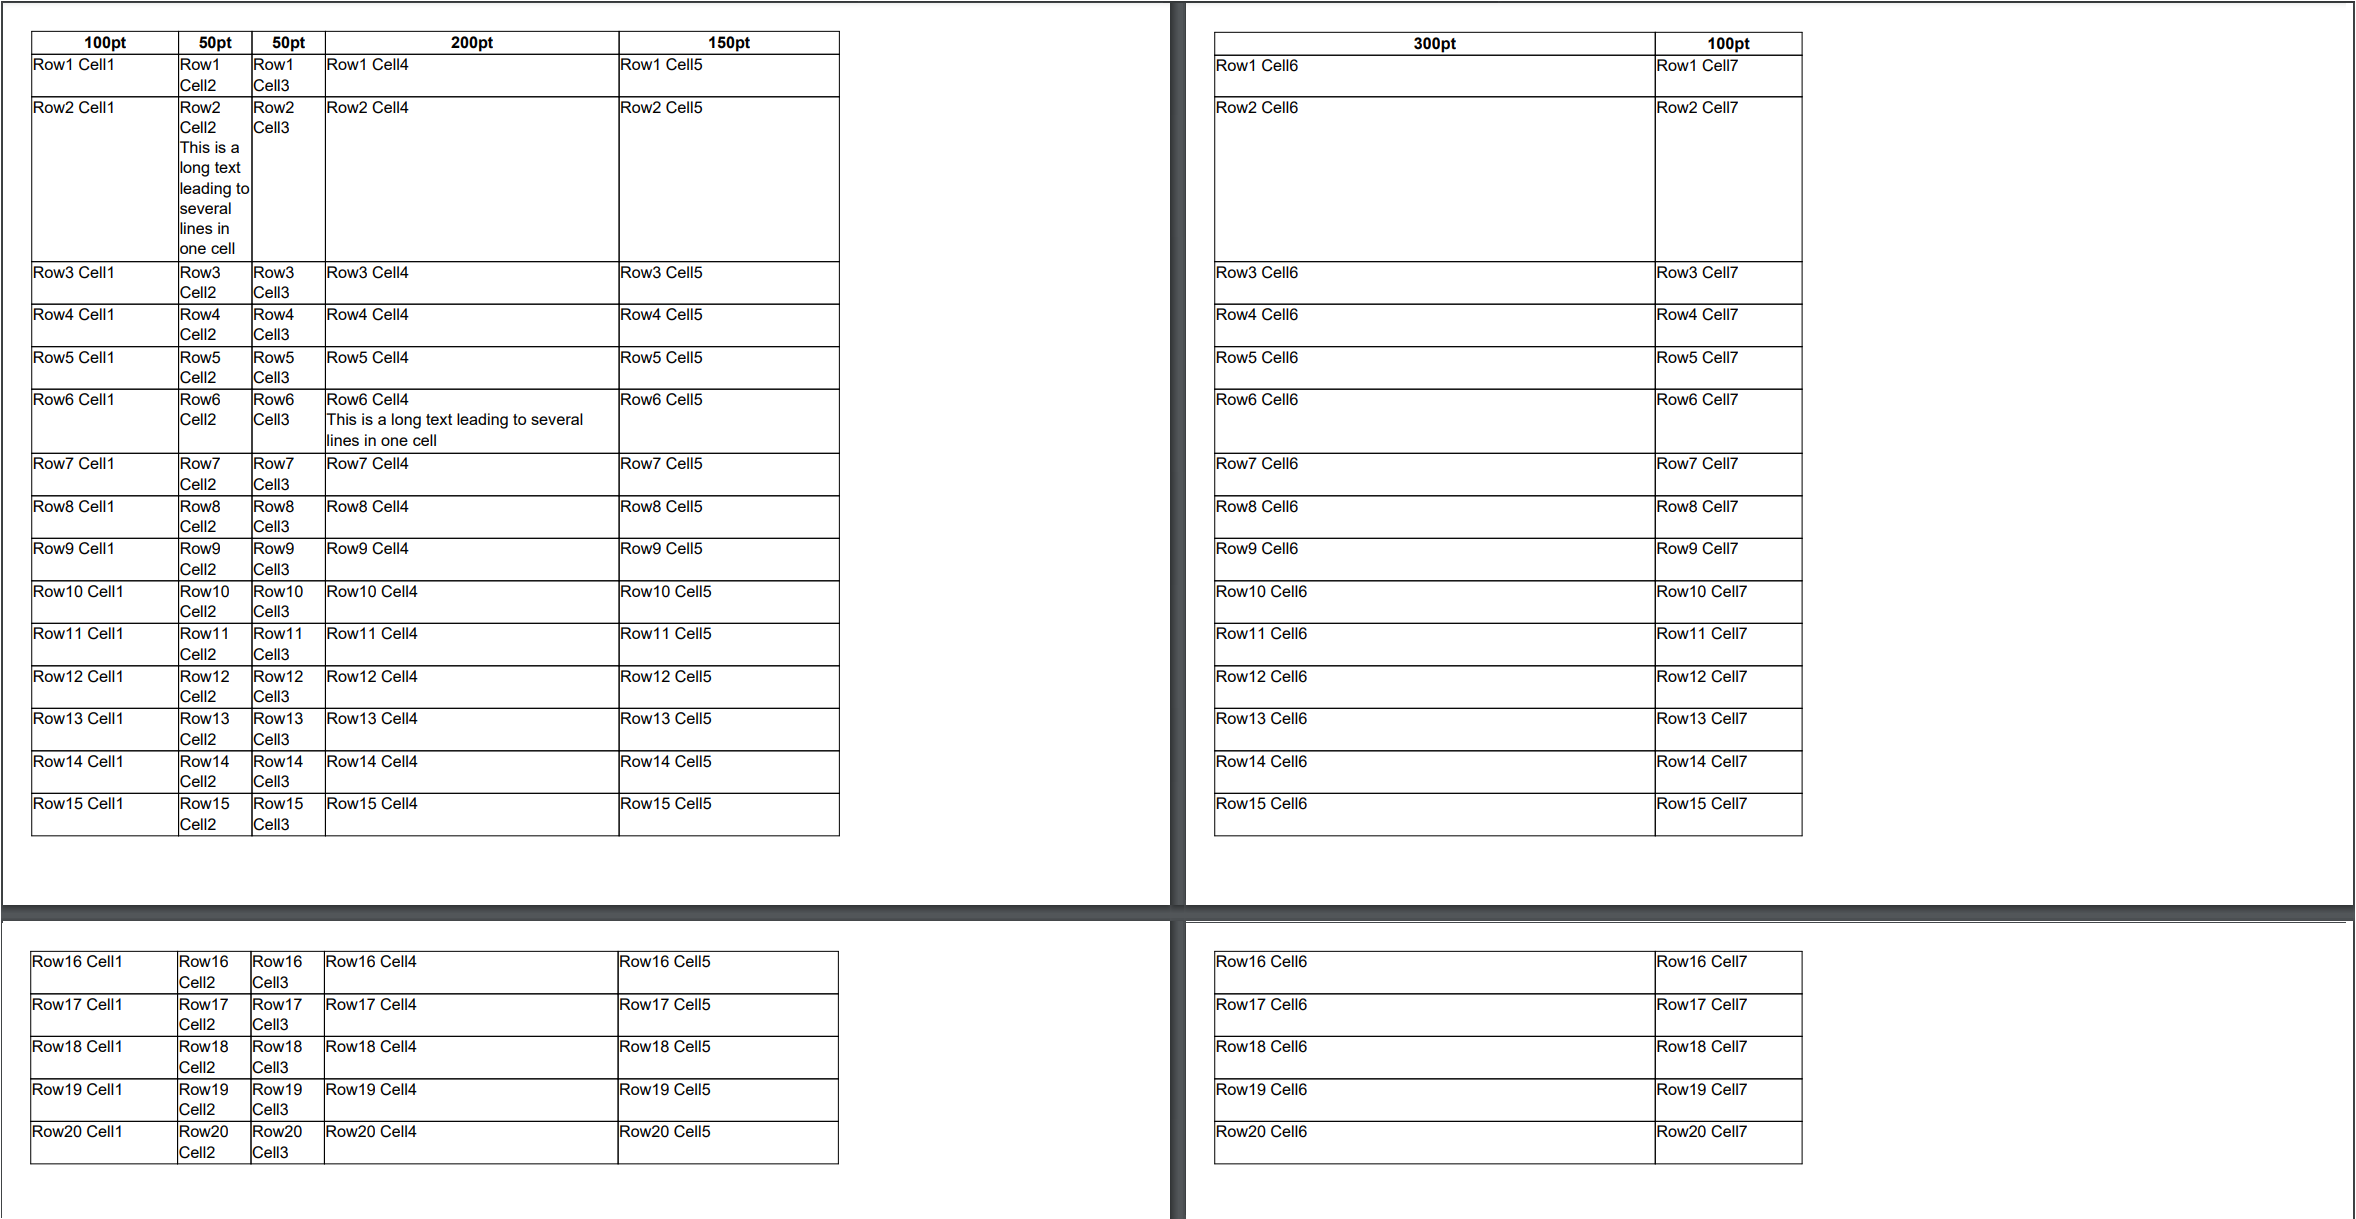 100pt 50pt 50pt 200pt 150pt
Row1 Cell1 Row1 Row1 Row1 Cell4 Row1 Cell5
Cell2 Cell3
Row2 Cell1 Row2 Row2 Row2 Cell4 Row2 Cell5
Cell2 Cell3
This is a
long text
leading to
several
lines in
one cell
Row3 Cell1 Row3 Row3 Row3 Cell4 Row3 Cell5
Cell2 Cell3
Row4 Cell1 Row4 Row4 Row4 Cell4 Row4 Cell5
Cell2 Cell3
Row5 Cell1 Row5 Row5 Row5 Cell4 Row5 Cell5
Cell2 Cell3
Row6 Cell1 Row6 Row6 Row6 Cell4 Row6 Cell5
Cell2 Cell3 This is a long text leading to several
lines in one cell
Row7 Cell1 Row7 Row7 Row7 Cell4 Row7 Cell5
Cell2 Cell3
Row8 Cell1 Row8 Row8 Row8 Cell4 Row8 Cell5
Cell2 Cell3
Row9 Cell1 Row9 Row9 Row9 Cell4 Row9 Cell5
Cell2 Cell3
Row10 Cell1 Row10 Row10 Row10 Cell4 Row10 Cell5
Cell2 Cell3
Row11 Cell1 Row11 Row11 Row11 Cell4 Row11 Cell5
Cell2 Cell3
Row12 Cell1 Row12 Row12 Row12 Cell4 Row12 Cell5
Cell2 Cell3
Row13 Cell1 Row13 Row13 Row13 Cell4 Row13 Cell5
Cell2 Cell3
Row14 Cell1 Row14 Row14 Row14 Cell4 Row14 Cell5
Cell2 Cell3
Row15 Cell1 Row15 Row15 Row15 Cell4 Row15 Cell5
Cell2 Cell3
300pt 100pt
Row1 Cell6 Row1 Cell7
Row2 Cell6 Row2 Cell7
Row3 Cell6 Row3 Cell7
Row4 Cell6 Row4 Cell7
Row5 Cell6 Row5 Cell7
Row6 Cell6 Row6 Cell7
Row7 Cell6 Row7 Cell7
Row8 Cell6 Row8 Cell7
Row9 Cell6 Row9 Cell7
Row10 Cell6 Row10 Cell7
Row11 Cell6 Row11 Cell7
Row12 Cell6 Row12 Cell7
Row13 Cell6 Row13 Cell7
Row14 Cell6 Row14 Cell7
Row15 Cell6 Row15 Cell7
Row16 Cell1 Row16 Row16 Row16 Cell4 Row16 Cell5
Cell2 Cell3
Row17 Cell1 Row17 Row17 Row17 Cell4 Row17 Cell5
Cell2 Cell3
Row18 Cell1 Row18 Row18 Row18 Cell4 Row18 Cell5
Cell2 Cell3
Row19 Cell1 Row19 Row19 Row19 Cell4 Row19 Cell5
Cell2 Cell3
Row20 Cell1 Row20 Row20 Row20 Cell4 Row20 Cell5
Cell2 Cell3
Row16 Cell6 Row16 Cell7
Row17 Cell6 Row17 Cell7
Row18 Cell6 Row18 Cell7
Row19 Cell6 Row19 Cell7
Row20 Cell6 Row20 Cell7